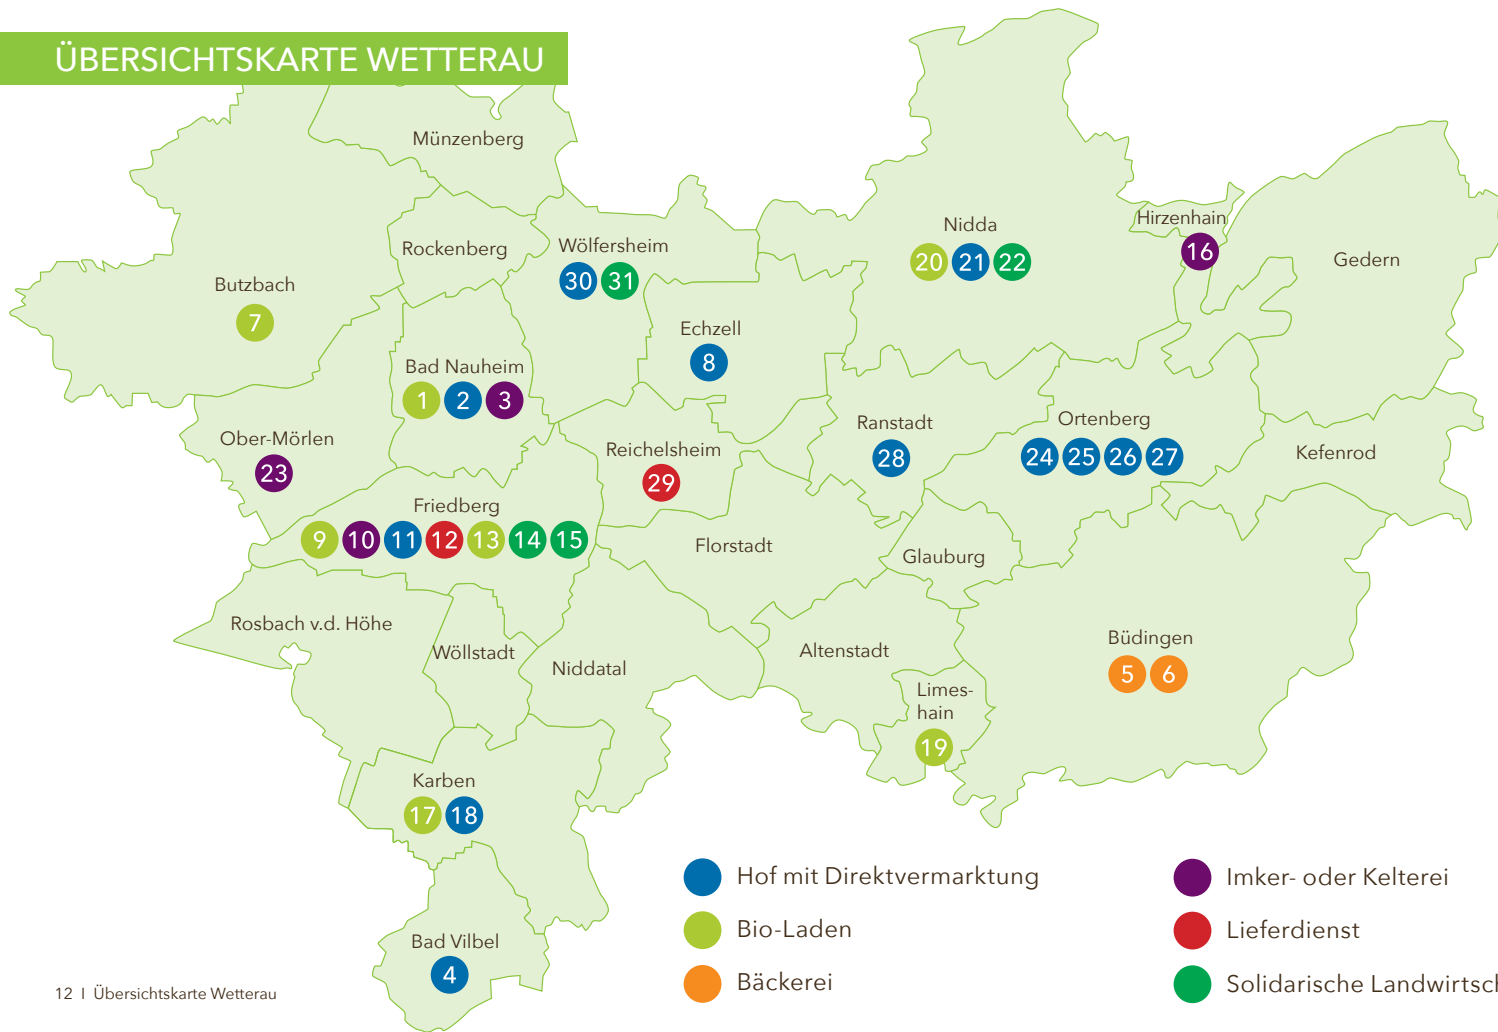 ÜBERSICHTSKARTE WETTERAU
Münzenberg
Rockenberg
Wölfersheim
30 31
Nidda
20 21 22
Hirzenhain
16
Gedern
Butzbach
7
Echzell
8
Bad Nauheim
1 2 3
Ober-Mörlen
23
Reichelsheim
29
Ranstadt
28
Ortenberg
24 25 26 27
Kefenrod
Friedberg
9 10 11 12 13 14 15
Florstadt
Glauburg
Rosbach v.d. Höhe
Wöllstadt
Niddatal
Altenstadt
Büdingen
5 6
Limes-
hain
19
Karben
17 18
Bad Vilbel
4
Hof mit Direktvermarktung
Bio-Laden
Bäckerei
Imker- oder Kelterei
Lieferdienst
Solidarische Landwirtsch
12 I Übersichtskarte Wetterau